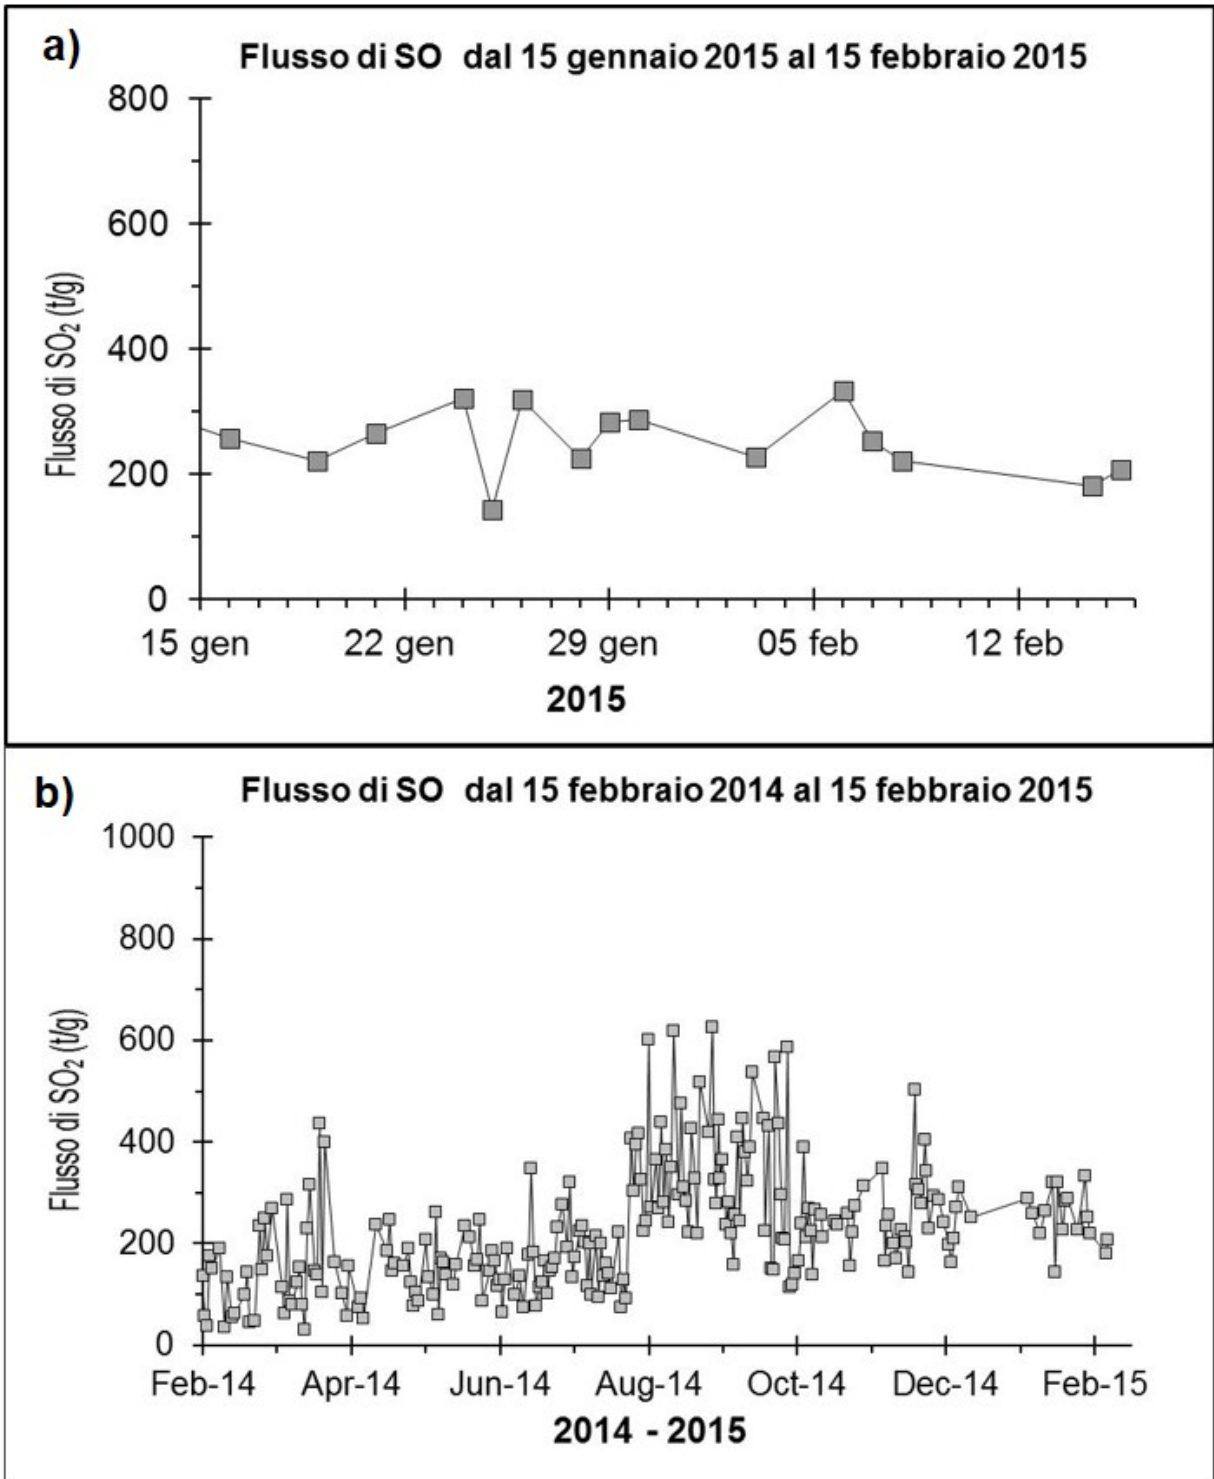 a)
Flusso di SO dal 15 gennaio 2015 al 15 febbraio 2015
800
600
400
200
0
Flusso di SO₂ (t/g)
15 gen 22 gen 29 gen 05 feb 12 feb
2015
b)
Flusso di SO dal 15 febbraio 2014 al 15 febbraio 2015
1000
800
600
400
200
0
Flusso di SO₂ (t/g)
Feb-14 Apr-14 Jun-14 Aug-14 Oct-14 Dec-14 Feb-15
2014 - 2015